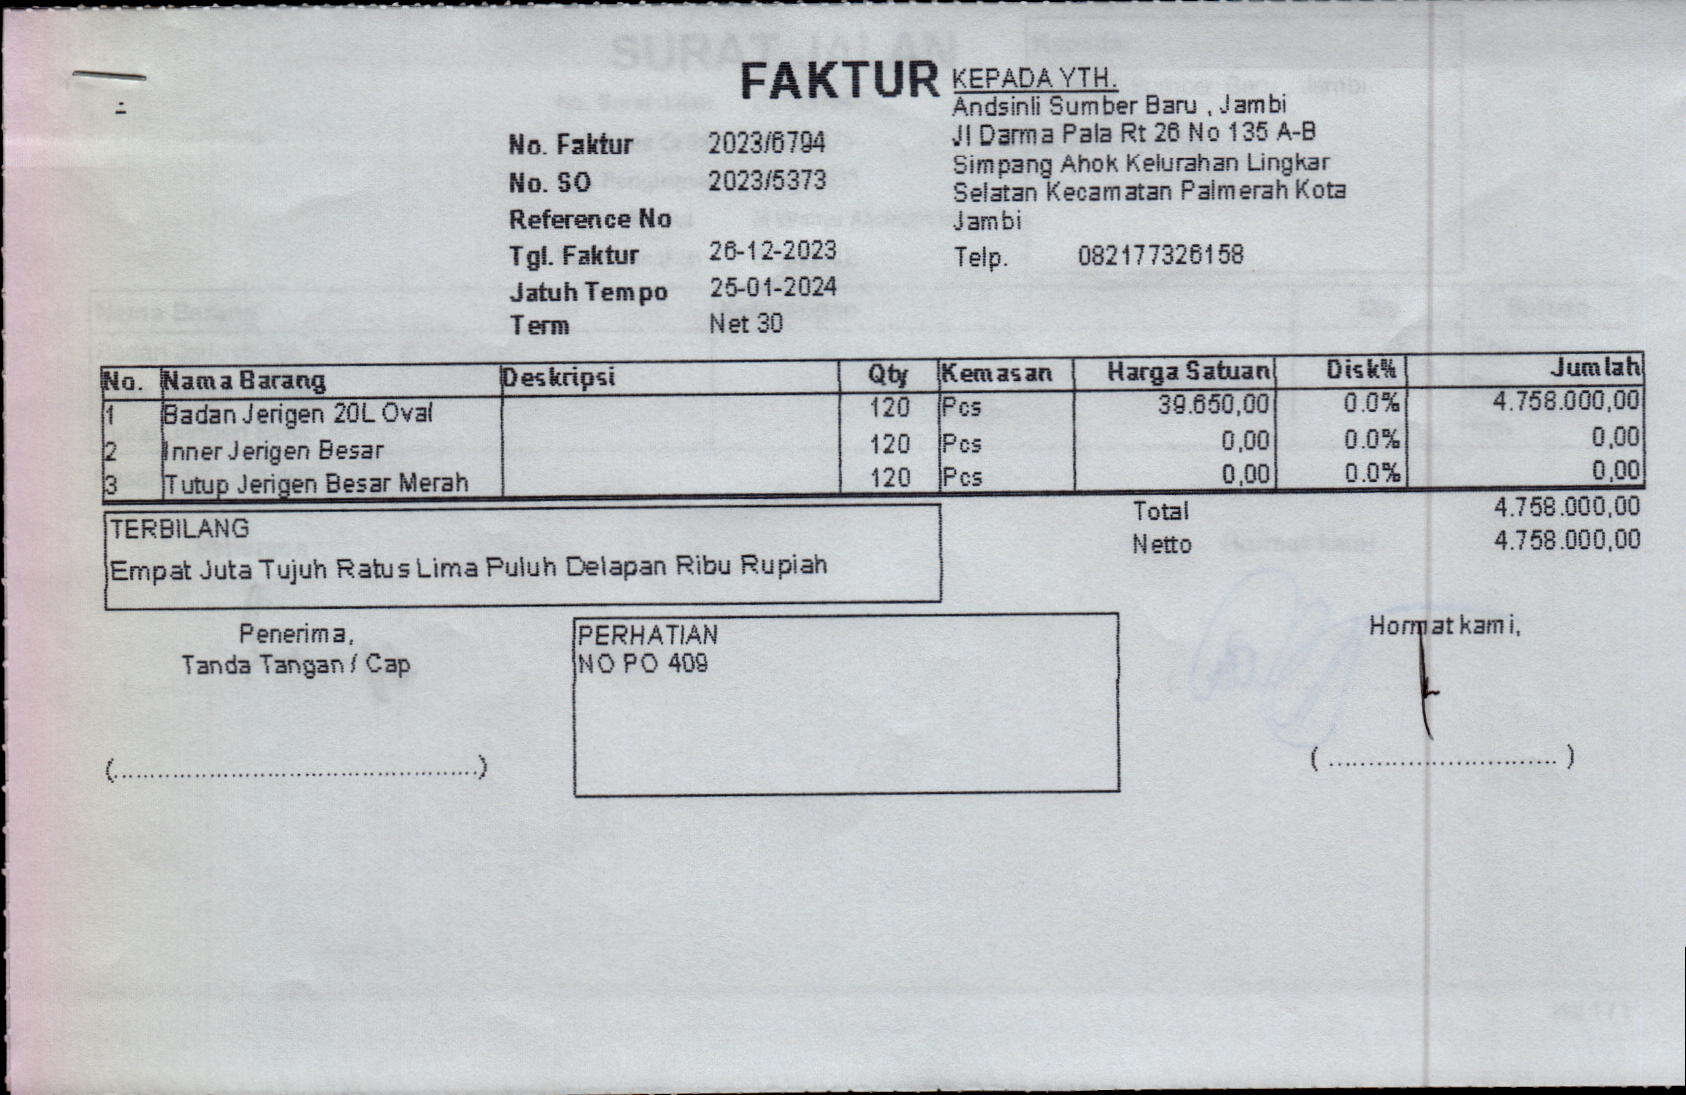 FAKTUR
No. Faktur 2023/6794
No. SO 2023/5373
Reference No
Tgl. Faktur 26-12-2023
Jatuh Tempo 25-01-2024
Term Net 30
KEPADA YTH.
Andsinli Sumber Baru , Jambi
Jl Darma Pala Rt 26 No 135 A-B
Simpang Ahok Kelurahan Lingkar
Selatan Kecamatan Palmerah Kota
Jambi
Telp. 082177326158
No. Nama Barang Deskripsi Qty Kemasan Harga Satuan Disk% Jumlah
1 Badan Jerigen 20L Oval 120 Pcs 39.650,00 0.0% 4.758.000,00
2 Inner Jerigen Besar 120 Pcs 0,00 0.0% 0,00
3 Tutup Jerigen Besar Merah 120 Pcs 0,00 0.0% 0,00
Total 4.758.000,00
Netto 4.758.000,00
TERBILANG
Empat Juta Tujuh Ratus Lima Puluh Delapan Ribu Rupiah
Penerima,
Tanda Tangan / Cap
(...............................................)
PERHATIAN
NO PO 409
Hormat kami,
( ............................ )
SURAT JALAN